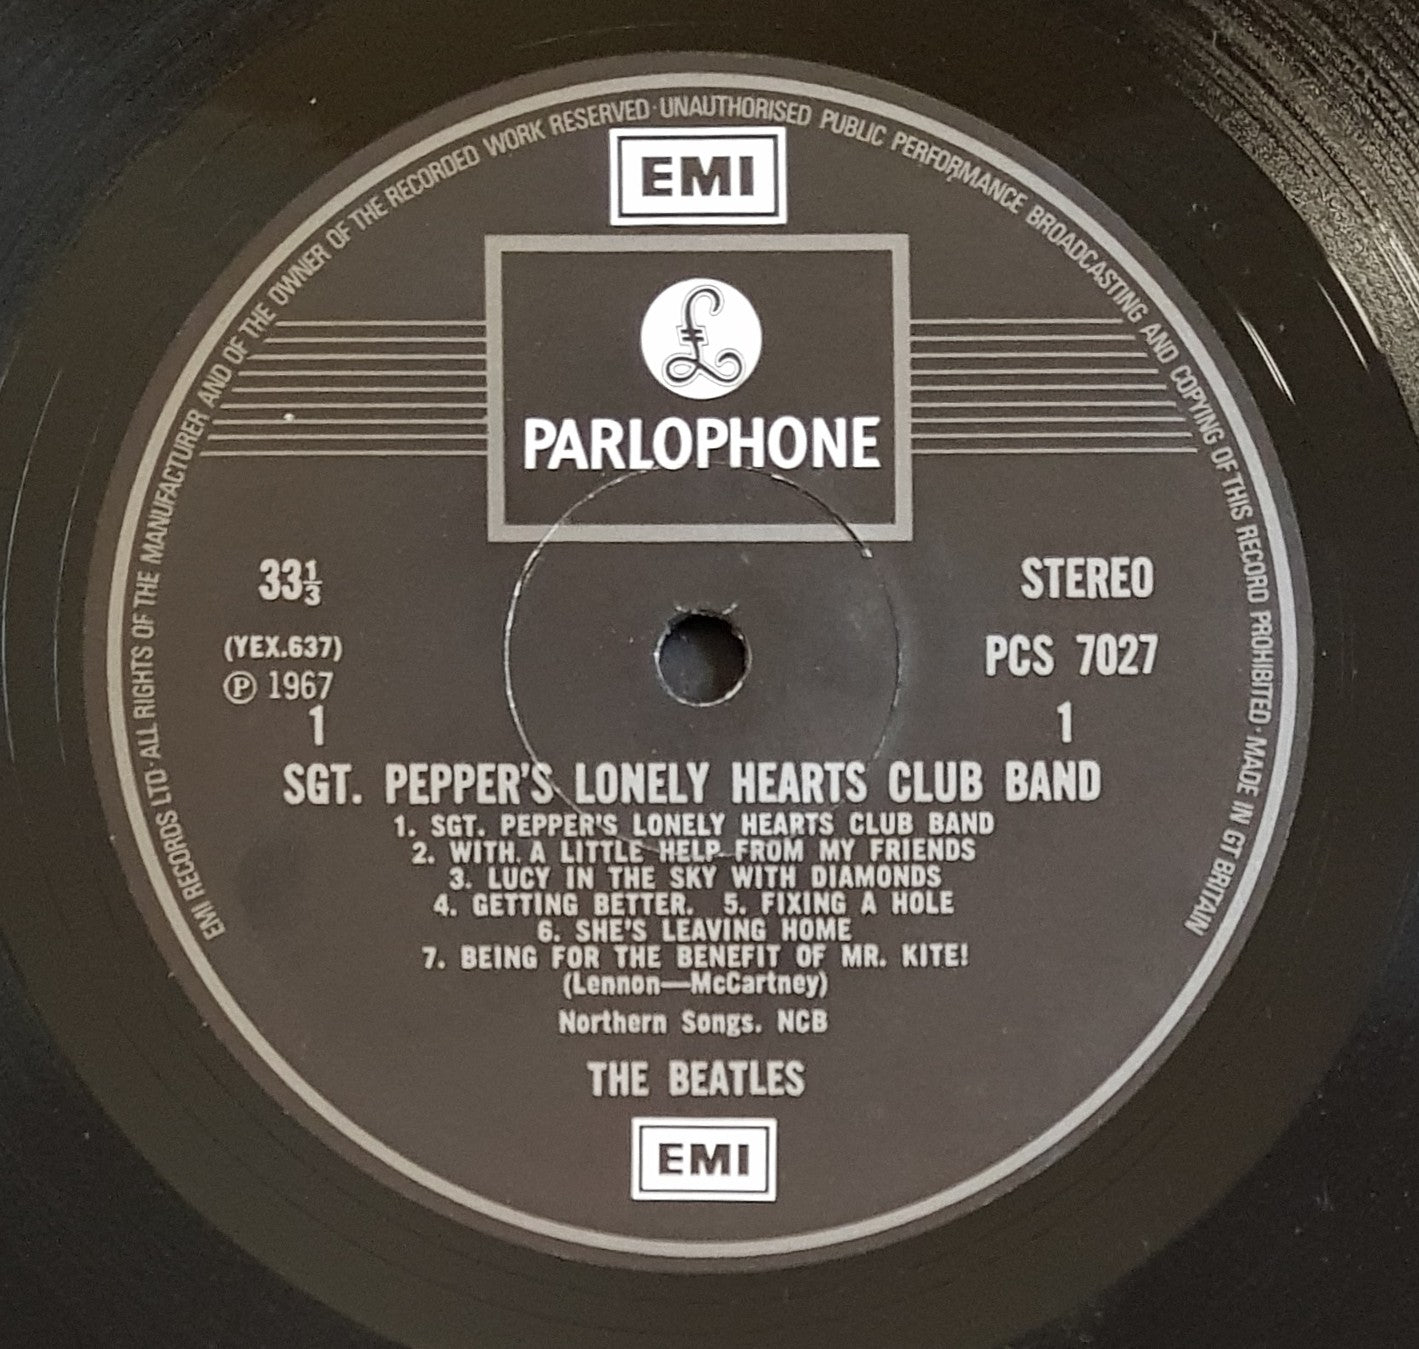 EMI RECORDS LTD · ALL RIGHTS OF THE MANUFACTURER AND OF THE OWNER OF THE RECORDED WORK RESERVED · UNAUTHORISED PUBLIC PERFORMANCE BROADCASTING AND COPYING OF THIS RECORD PROHIBITED · MADE IN GT BRITAIN
EMI
£
PARLOPHONE
33⅓
STEREO
(YEX.637)
PCS 7027
℗ 1967
1
1
SGT. PEPPER'S LONELY HEARTS CLUB BAND
1. SGT. PEPPER'S LONELY HEARTS CLUB BAND
2. WITH A LITTLE HELP FROM MY FRIENDS
3. LUCY IN THE SKY WITH DIAMONDS
4. GETTING BETTER. 5. FIXING A HOLE
6. SHE'S LEAVING HOME
7. BEING FOR THE BENEFIT OF MR. KITE!
(Lennon—McCartney)
Northern Songs. NCB
THE BEATLES
EMI